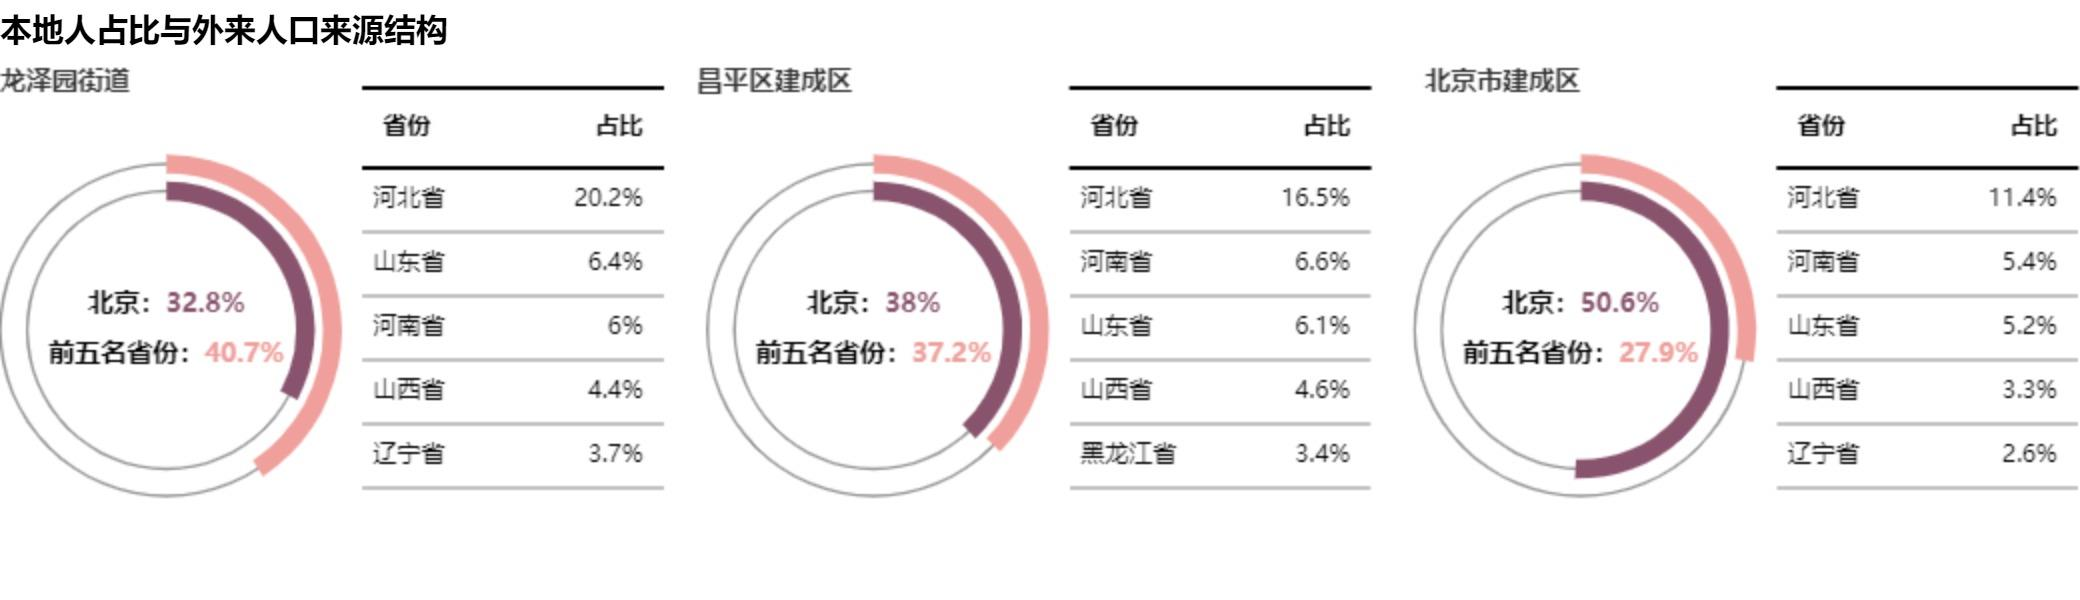 本地人占比与外来人口来源结构
龙泽园街道
省份 占比
河北省 20.2%
山东省 6.4%
河南省 6%
山西省 4.4%
辽宁省 3.7%
北京：32.8%
前五名省份：40.7%
昌平区建成区
省份 占比
河北省 16.5%
河南省 6.6%
山东省 6.1%
山西省 4.6%
黑龙江省 3.4%
北京：38%
前五名省份：37.2%
北京市建成区
省份 占比
河北省 11.4%
河南省 5.4%
山东省 5.2%
山西省 3.3%
辽宁省 2.6%
北京：50.6%
前五名省份：27.9%